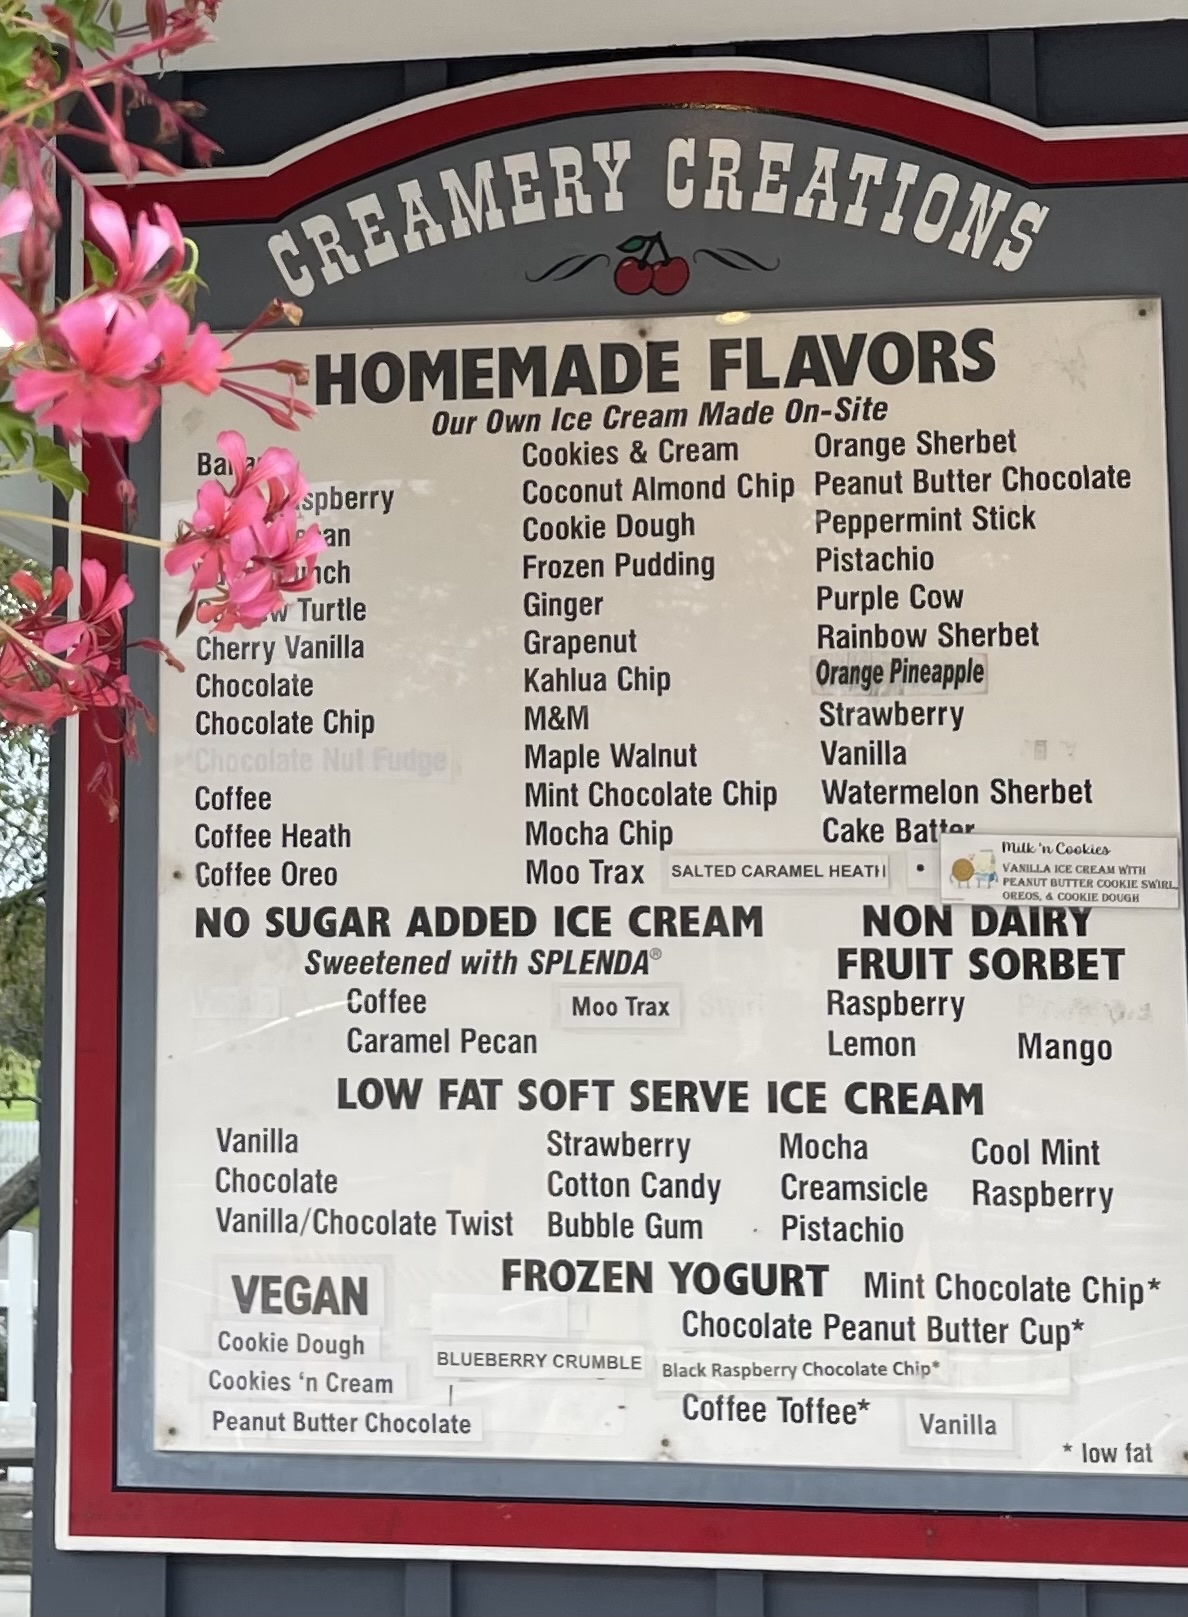 CREAMERY CREATIONS
HOMEMADE FLAVORS
Our Own Ice Cream Made On-Site
Turtle
Cherry Vanilla
Chocolate
Chocolate Chip
*Chocolate Nut Fudge
Coffee
Coffee Heath
Coffee Oreo
Cookies & Cream
Coconut Almond Chip
Cookie Dough
Frozen Pudding
Ginger
Grapenut
Kahlua Chip
M&M
Maple Walnut
Mint Chocolate Chip
Mocha Chip
Moo Trax
SALTED CARAMEL HEATH
Orange Sherbet
Peanut Butter Chocolate
Peppermint Stick
Pistachio
Purple Cow
Rainbow Sherbet
Orange Pineapple
Strawberry
Vanilla
Watermelon Sherbet
Cake Batter
Milk 'n Cookies
VANILLA ICE CREAM WITH
PEANUT BUTTER COOKIE SWIRL,
OREOS, & COOKIE DOUGH
NO SUGAR ADDED ICE CREAM
Sweetened with SPLENDA®
Coffee
Caramel Pecan
Moo Trax
NON DAIRY
FRUIT SORBET
Raspberry
Lemon
Mango
LOW FAT SOFT SERVE ICE CREAM
Vanilla
Chocolate
Vanilla/Chocolate Twist
Strawberry
Cotton Candy
Bubble Gum
Mocha
Creamsicle
Pistachio
Cool Mint
Raspberry
VEGAN
Cookie Dough
Cookies 'n Cream
Peanut Butter Chocolate
FROZEN YOGURT
Mint Chocolate Chip*
Chocolate Peanut Butter Cup*
BLUEBERRY CRUMBLE
Black Raspberry Chocolate Chip*
Coffee Toffee*
Vanilla
* low fat